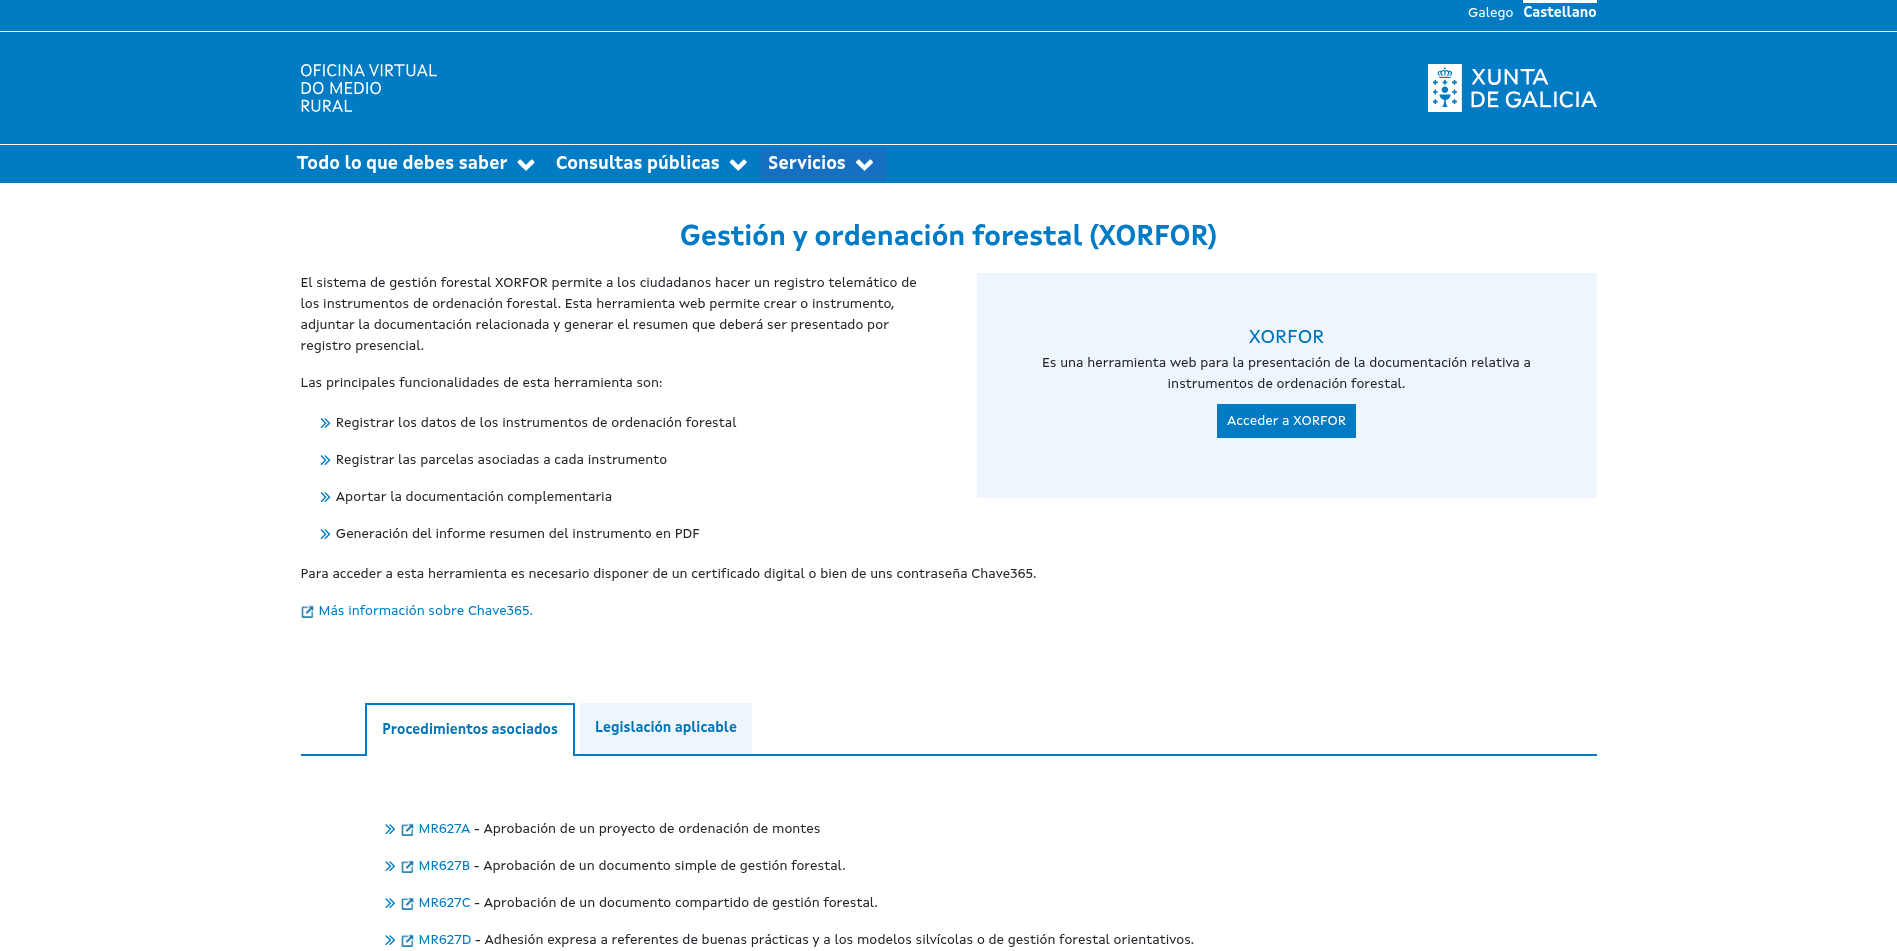 Galego Castellano
OFICINA VIRTUAL
DO MEDIO
RURAL
XUNTA
DE GALICIA
Todo lo que debes saber Consultas públicas Servicios
Gestión y ordenación forestal (XORFOR)
El sistema de gestión forestal XORFOR permite a los ciudadanos hacer un registro telemático de
los instrumentos de ordenación forestal. Esta herramienta web permite crear o instrumento,
adjuntar la documentación relacionada y generar el resumen que deberá ser presentado por
registro presencial.
Las principales funcionalidades de esta herramienta son:
Registrar los datos de los instrumentos de ordenación forestal
Registrar las parcelas asociadas a cada instrumento
Aportar la documentación complementaria
Generación del informe resumen del instrumento en PDF
XORFOR
Es una herramienta web para la presentación de la documentación relativa a
instrumentos de ordenación forestal.
Acceder a XORFOR
Para acceder a esta herramienta es necesario disponer de un certificado digital o bien de uns contraseña Chave365.
Más información sobre Chave365.
Procedimientos asociados Legislación aplicable
MR627A - Aprobación de un proyecto de ordenación de montes
MR627B - Aprobación de un documento simple de gestión forestal.
MR627C - Aprobación de un documento compartido de gestión forestal.
MR627D - Adhesión expresa a referentes de buenas prácticas y a los modelos silvícolas o de gestión forestal orientativos.